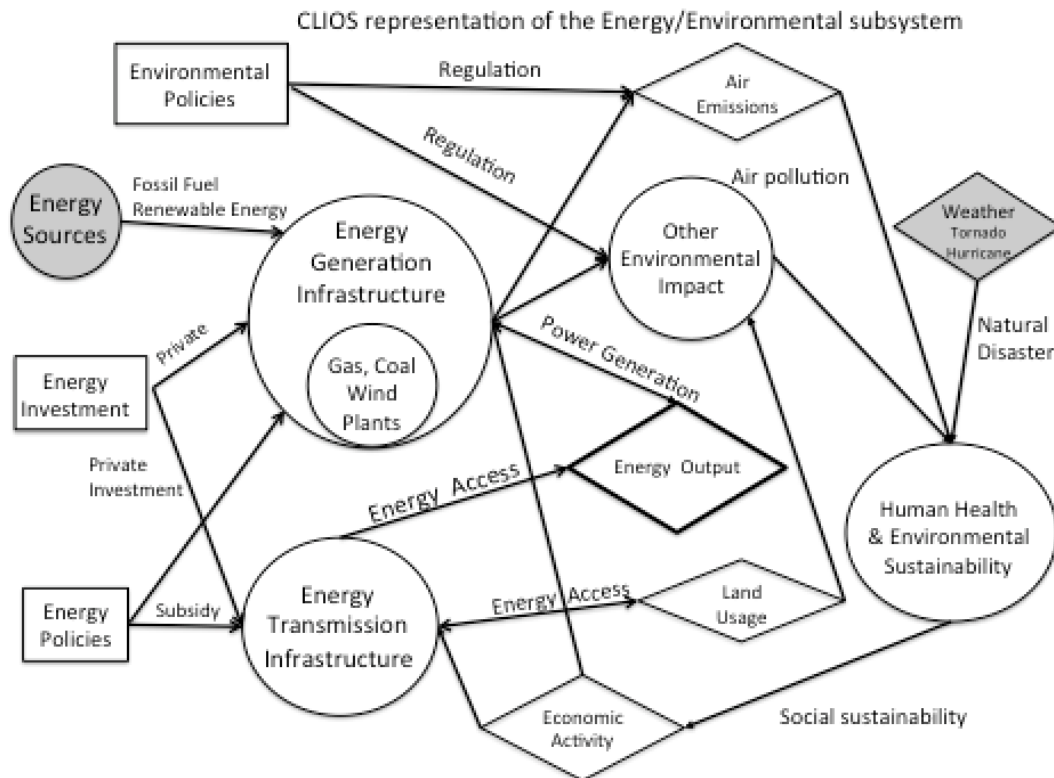 CLIOS representation of the Energy/Environmental subsystem
Environmental
Policies
Regulation
Air
Emissions
Regulation
Energy
Sources
Fossil Fuel
Renewable Energy
Energy
Generation
Infrastructure
Gas, Coal
Wind
Plants
Other
Environmental
Impact
Air pollution
Weather
Tornado
Hurricane
Natural
Disaster
Private
Energy
Investment
Power Generation
Private
Investment
Energy Access
Energy Output
Human Health
& Environmental
Sustainability
Energy
Policies
Subsidy
Energy
Transmission
Infrastructure
Energy Access
Land
Usage
Economic
Activity
Social sustainability